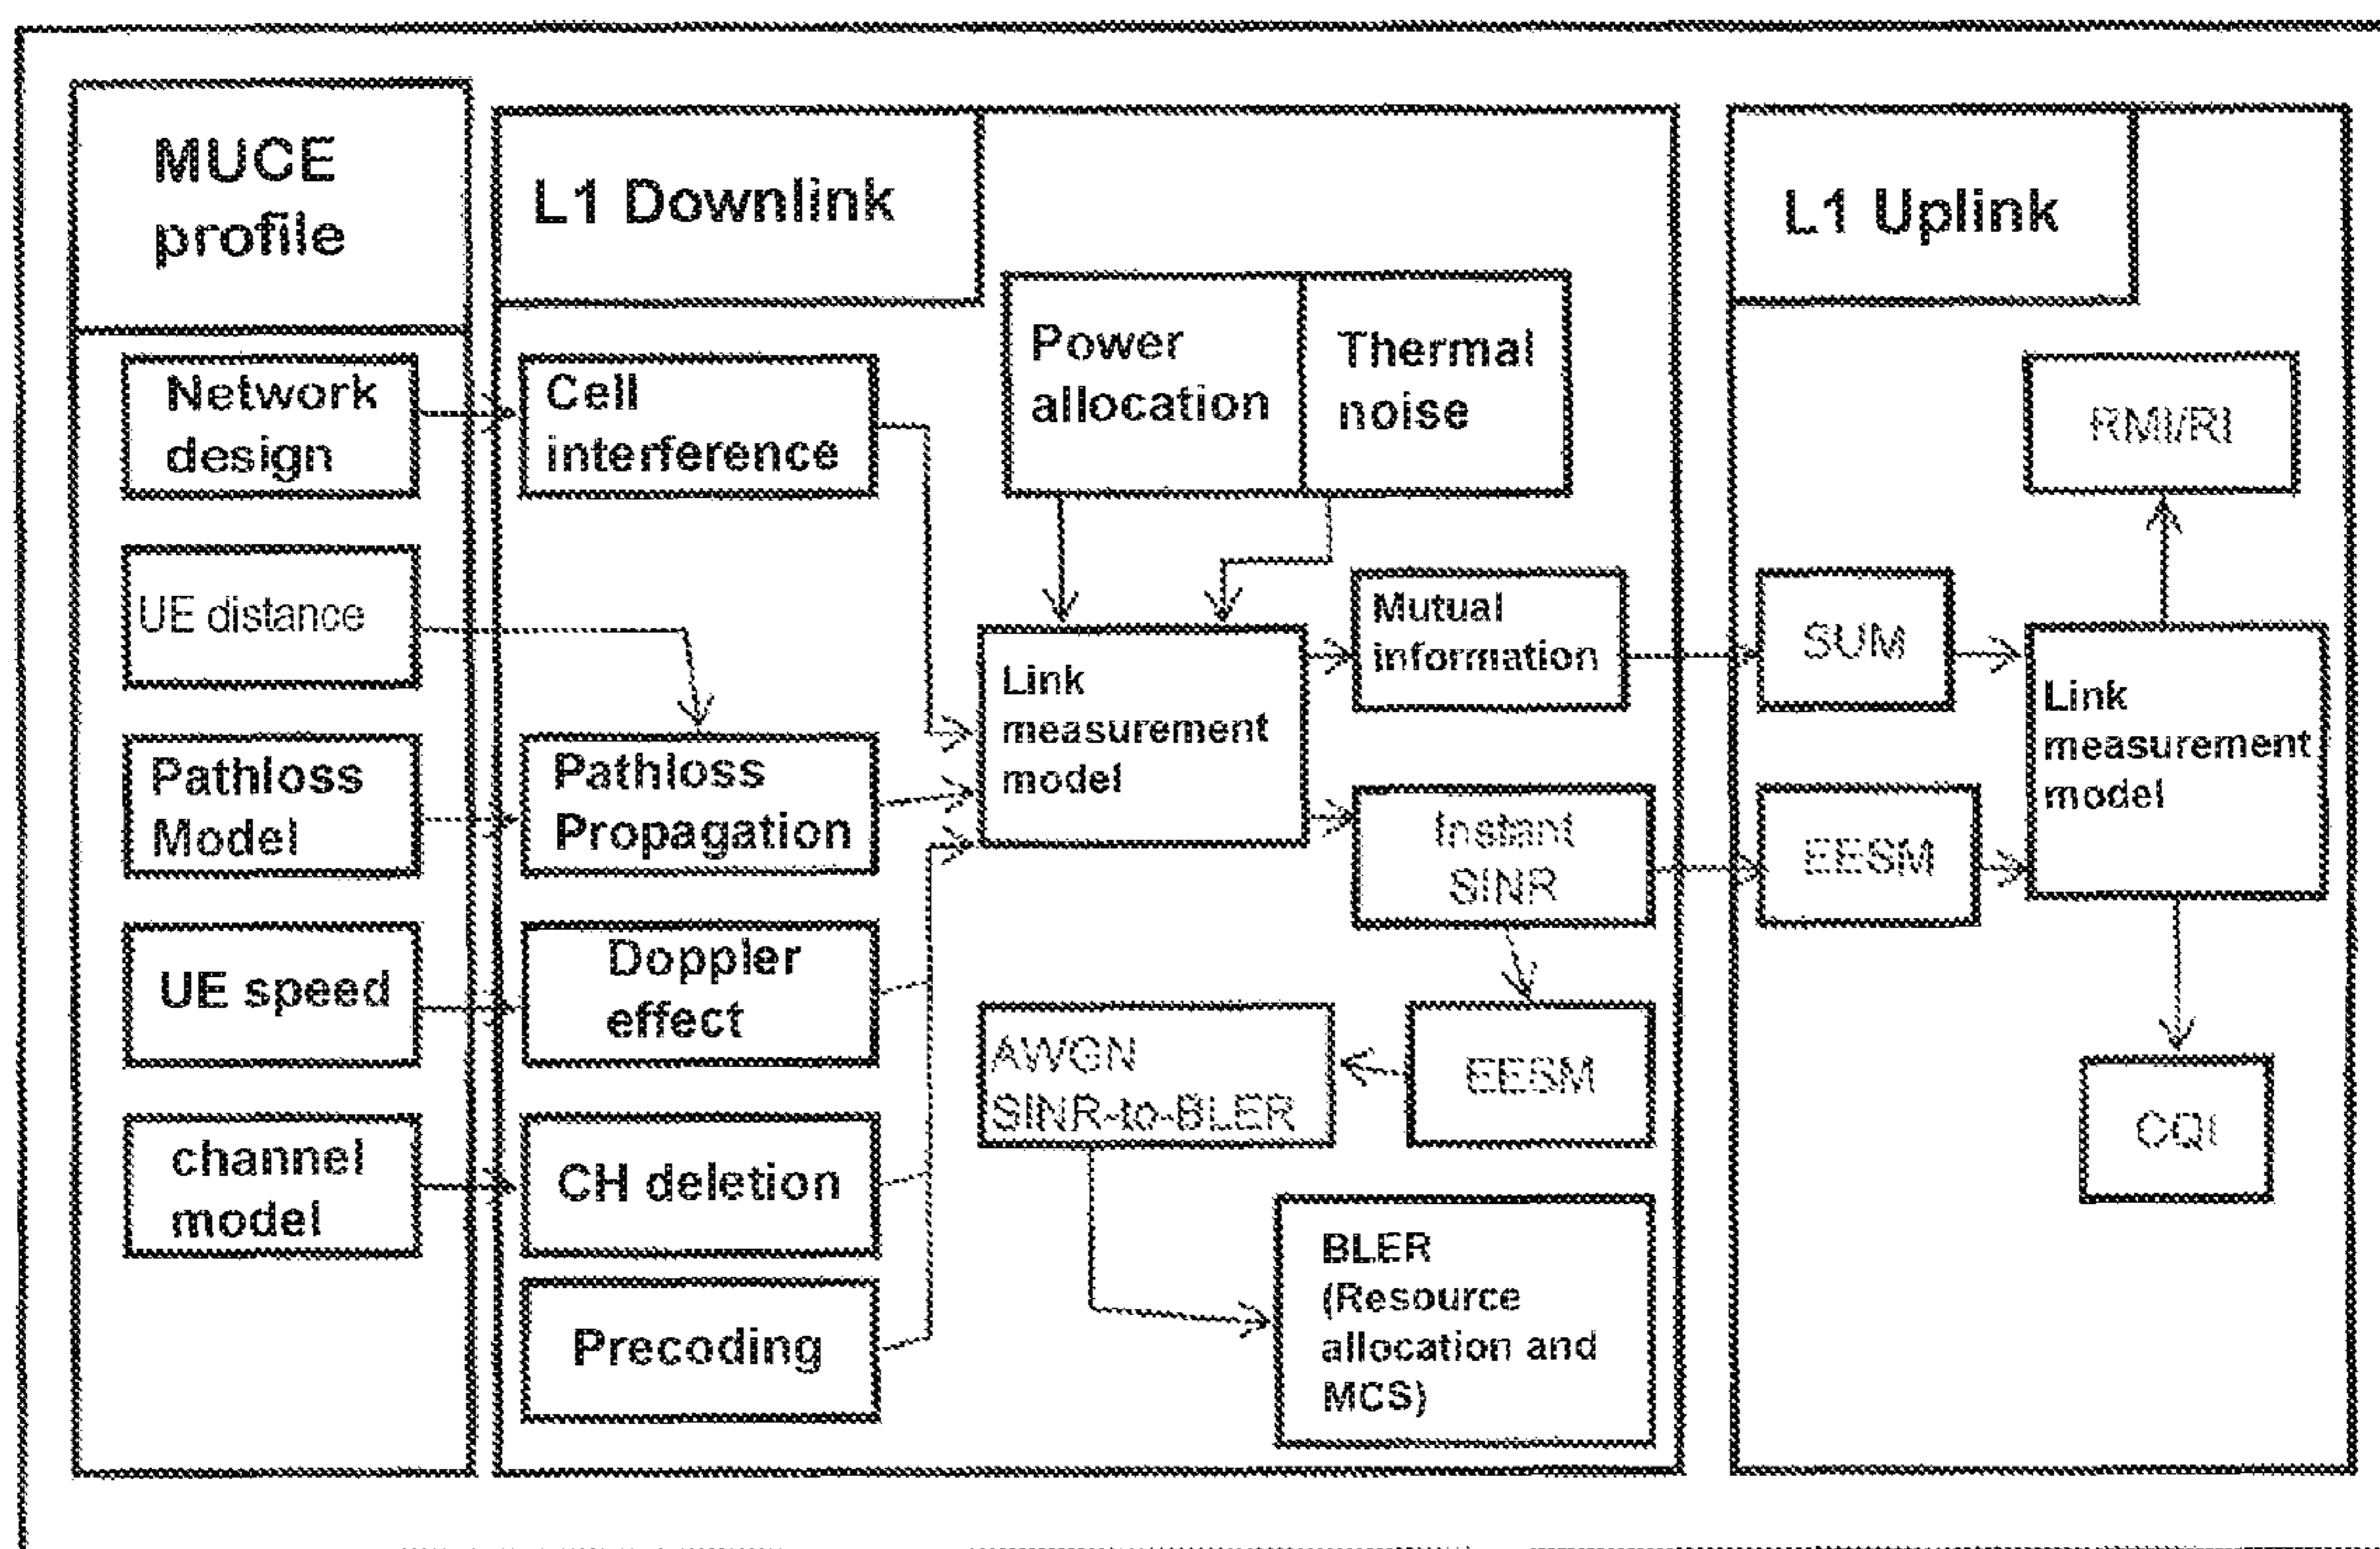 MUCE
profile
Network
design
UE distance
Pathloss
Model
UE speed
channel
model
L1 Downlink
Cell
interference
Pathloss
Propagation
Doppler
effect
CH deletion
Precoding
Power
allocation
Thermal
noise
Link
measurement
model
Mutual
information
Instant
SINR
EESM
AWGN
SINR-to-BLER
BLER
(Resource
allocation and
MCS)
L1 Uplink
SUM
EESM
Link
measurement
model
RMI/RI
CQI